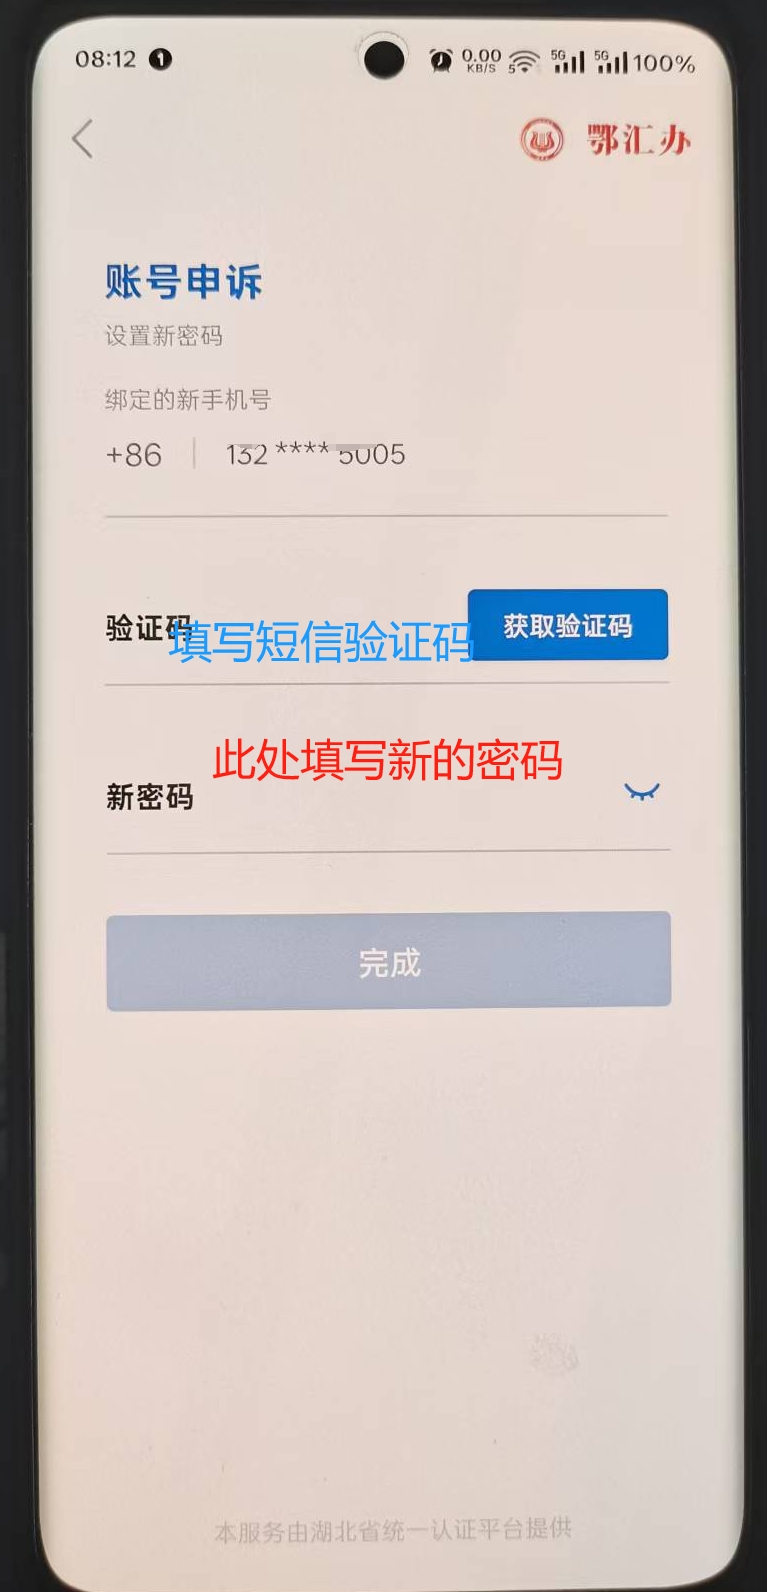 08:12 1
0.00 KB/S 5 5G 5G 100%
鄂汇办
账号申诉
设置新密码
绑定的新手机号
+86 132 **** 5005
验证码 填写短信验证码 获取验证码
此处填写新的密码
新密码
完成
本服务由湖北省统一认证平台提供